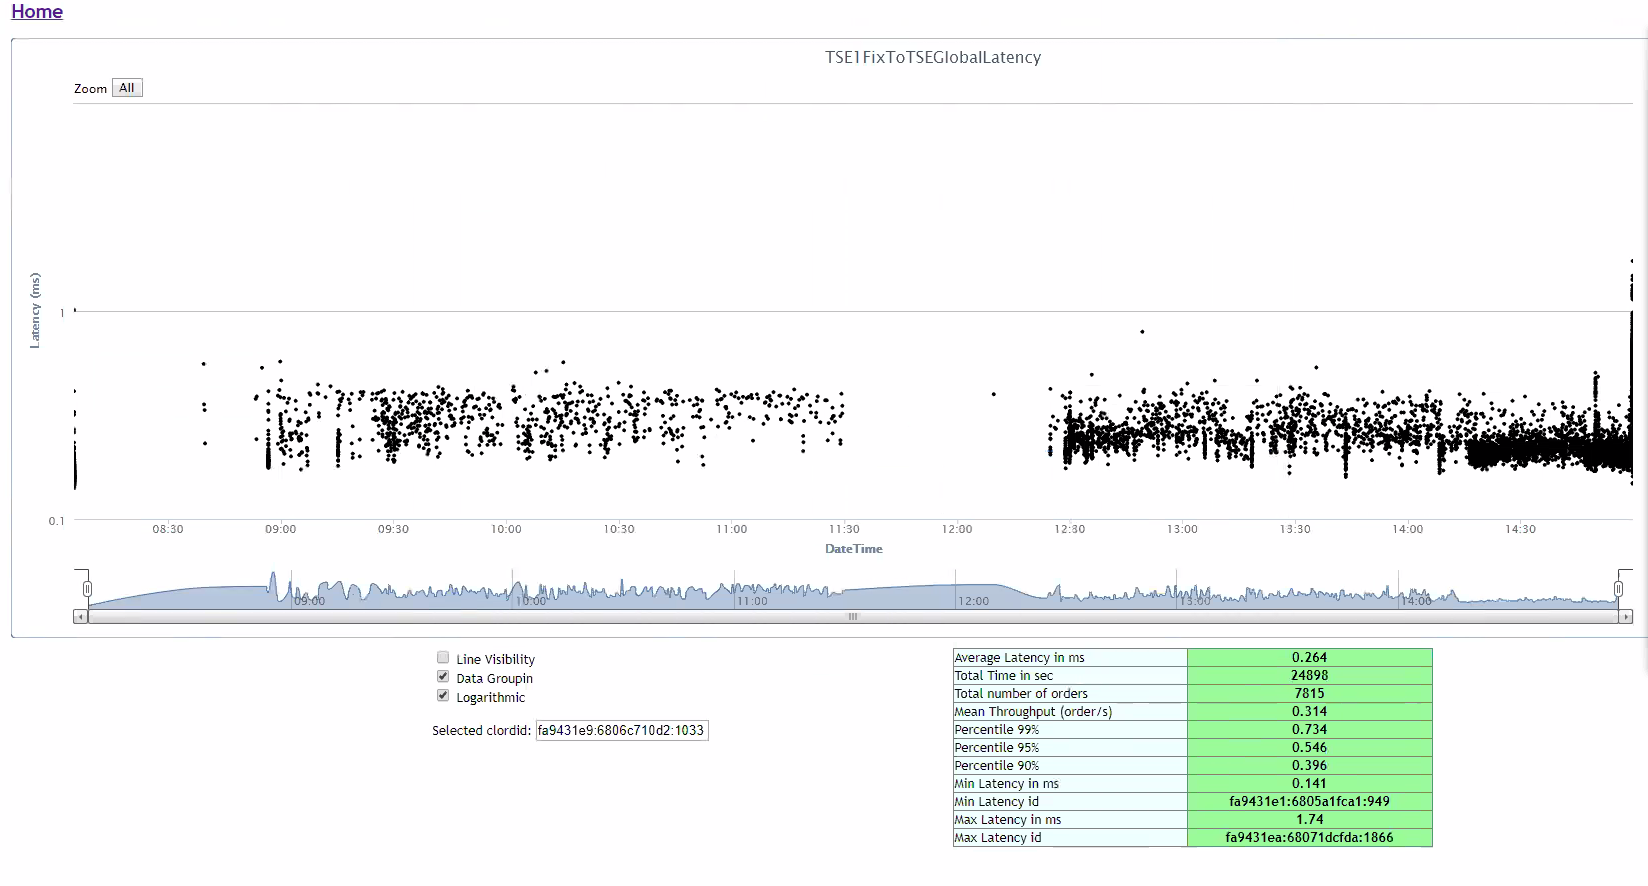 Home
TSE1FixToTSEGlobalLatency
Zoom All
Latency (ms)
1
0.1
08:30 09:00 09:30 10:00 10:30 11:00 11:30 12:00 12:30 13:00 13:30 14:00 14:30
DateTime
09:00 10:00 11:00 12:00 13:00 14:00
Line Visibility
Data Groupin
Logarithmic
Selected clordid: fa9431e9:6806c710d2:1033
Average Latency in ms 0.264
Total Time in sec 24898
Total number of orders 7815
Mean Throughput (order/s) 0.314
Percentile 99% 0.734
Percentile 95% 0.546
Percentile 90% 0.396
Min Latency in ms 0.141
Min Latency id fa9431e1:6805a1fca1:949
Max Latency in ms 1.74
Max Latency id fa9431ea:68071dcfda:1866